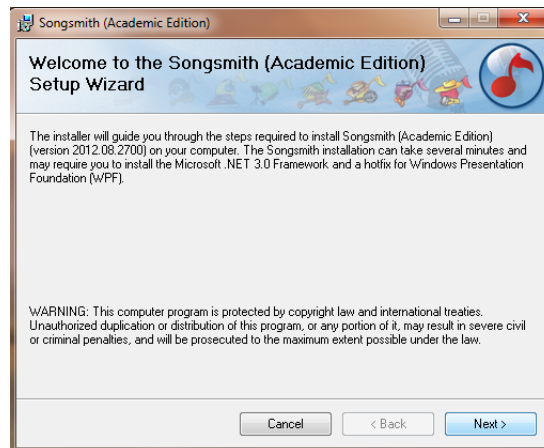 Songsmith (Academic Edition)
Welcome to the Songsmith (Academic Edition)
Setup Wizard
The installer will guide you through the steps required to install Songsmith (Academic Edition)
(version 2012.08.2700) on your computer. The Songsmith installation can take several minutes and
may require you to install the Microsoft .NET 3.0 Framework and a hotfix for Windows Presentation
Foundation (WPF).
WARNING: This computer program is protected by copyright law and international treaties.
Unauthorized duplication or distribution of this program, or any portion of it, may result in severe civil
or criminal penalties, and will be prosecuted to the maximum extent possible under the law.
Cancel
< Back
Next >